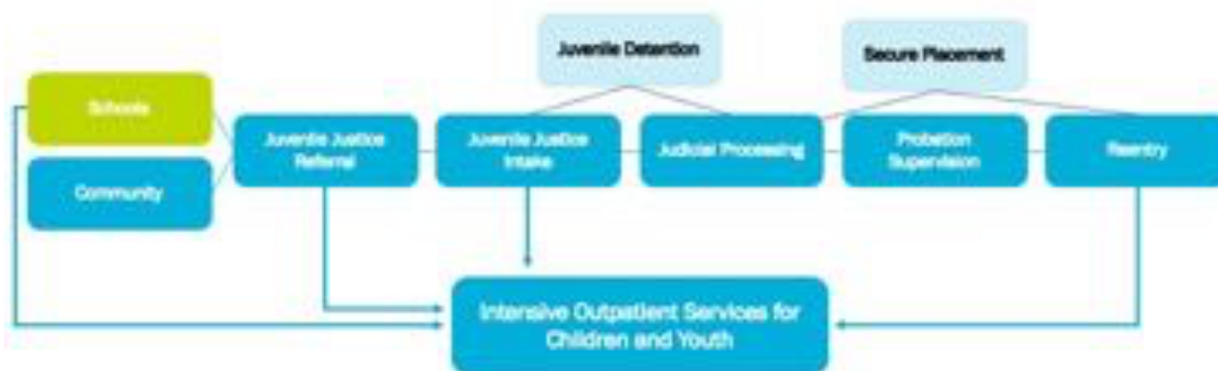 Juvenile Detention
Secure Placement
Schools
Community
Juvenile Justice
Referral
Juvenile Justice
Intake
Judicial Processing
Probation
Supervision
Reentry
Intensive Outpatient Services for
Children and Youth